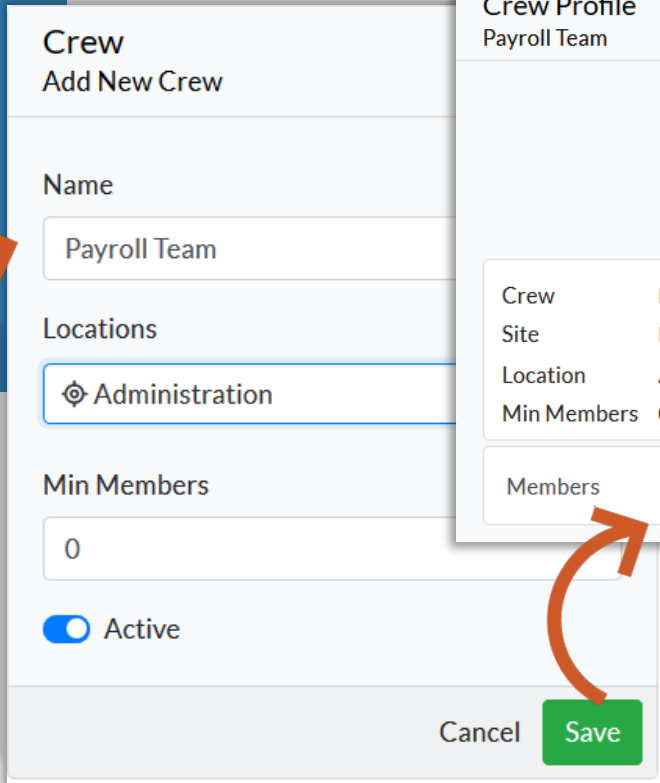 Crew
Add New Crew
Name
Payroll Team
Locations
Administration
Min Members
0
Active
Cancel
Save
Crew Profile
Payroll Team
Crew
Site
Location
Min Members
Members